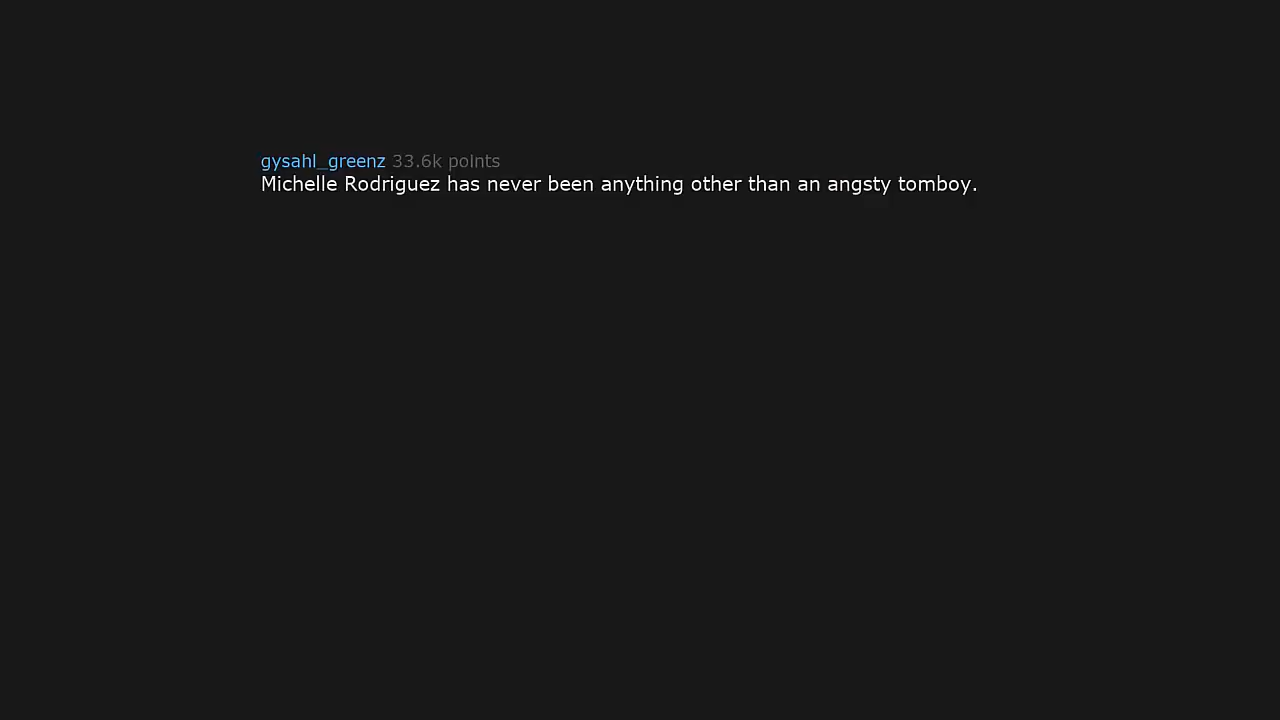 gysahl_greenz 33.6k points
Michelle Rodriguez has never been anything other than an angsty tomboy.